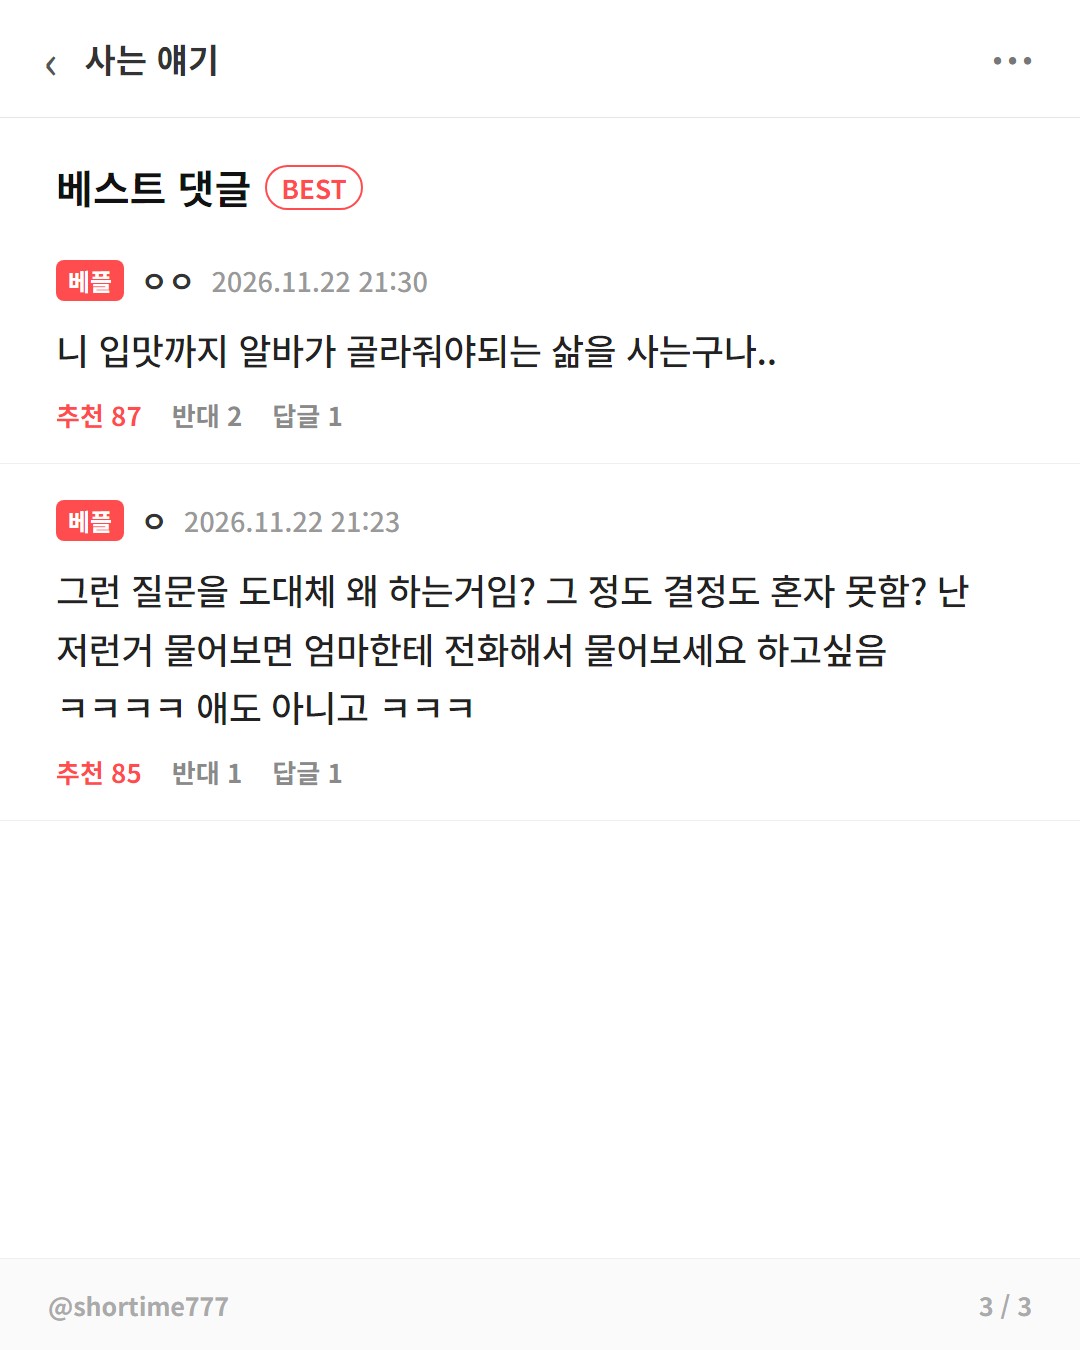 ‹ 사는 얘기 •••
베스트 댓글 BEST
베플 ㅇㅇ 2026.11.22 21:30
니 입맛까지 알바가 골라줘야되는 삶을 사는구나..
추천 87 반대 2 답글 1
베플 ㅇ 2026.11.22 21:23
그런 질문을 도대체 왜 하는거임? 그 정도 결정도 혼자 못함? 난
저런거 물어보면 엄마한테 전화해서 물어보세요 하고싶음
ㅋㅋㅋㅋ 애도 아니고 ㅋㅋㅋ
추천 85 반대 1 답글 1
@shortime777 3 / 3